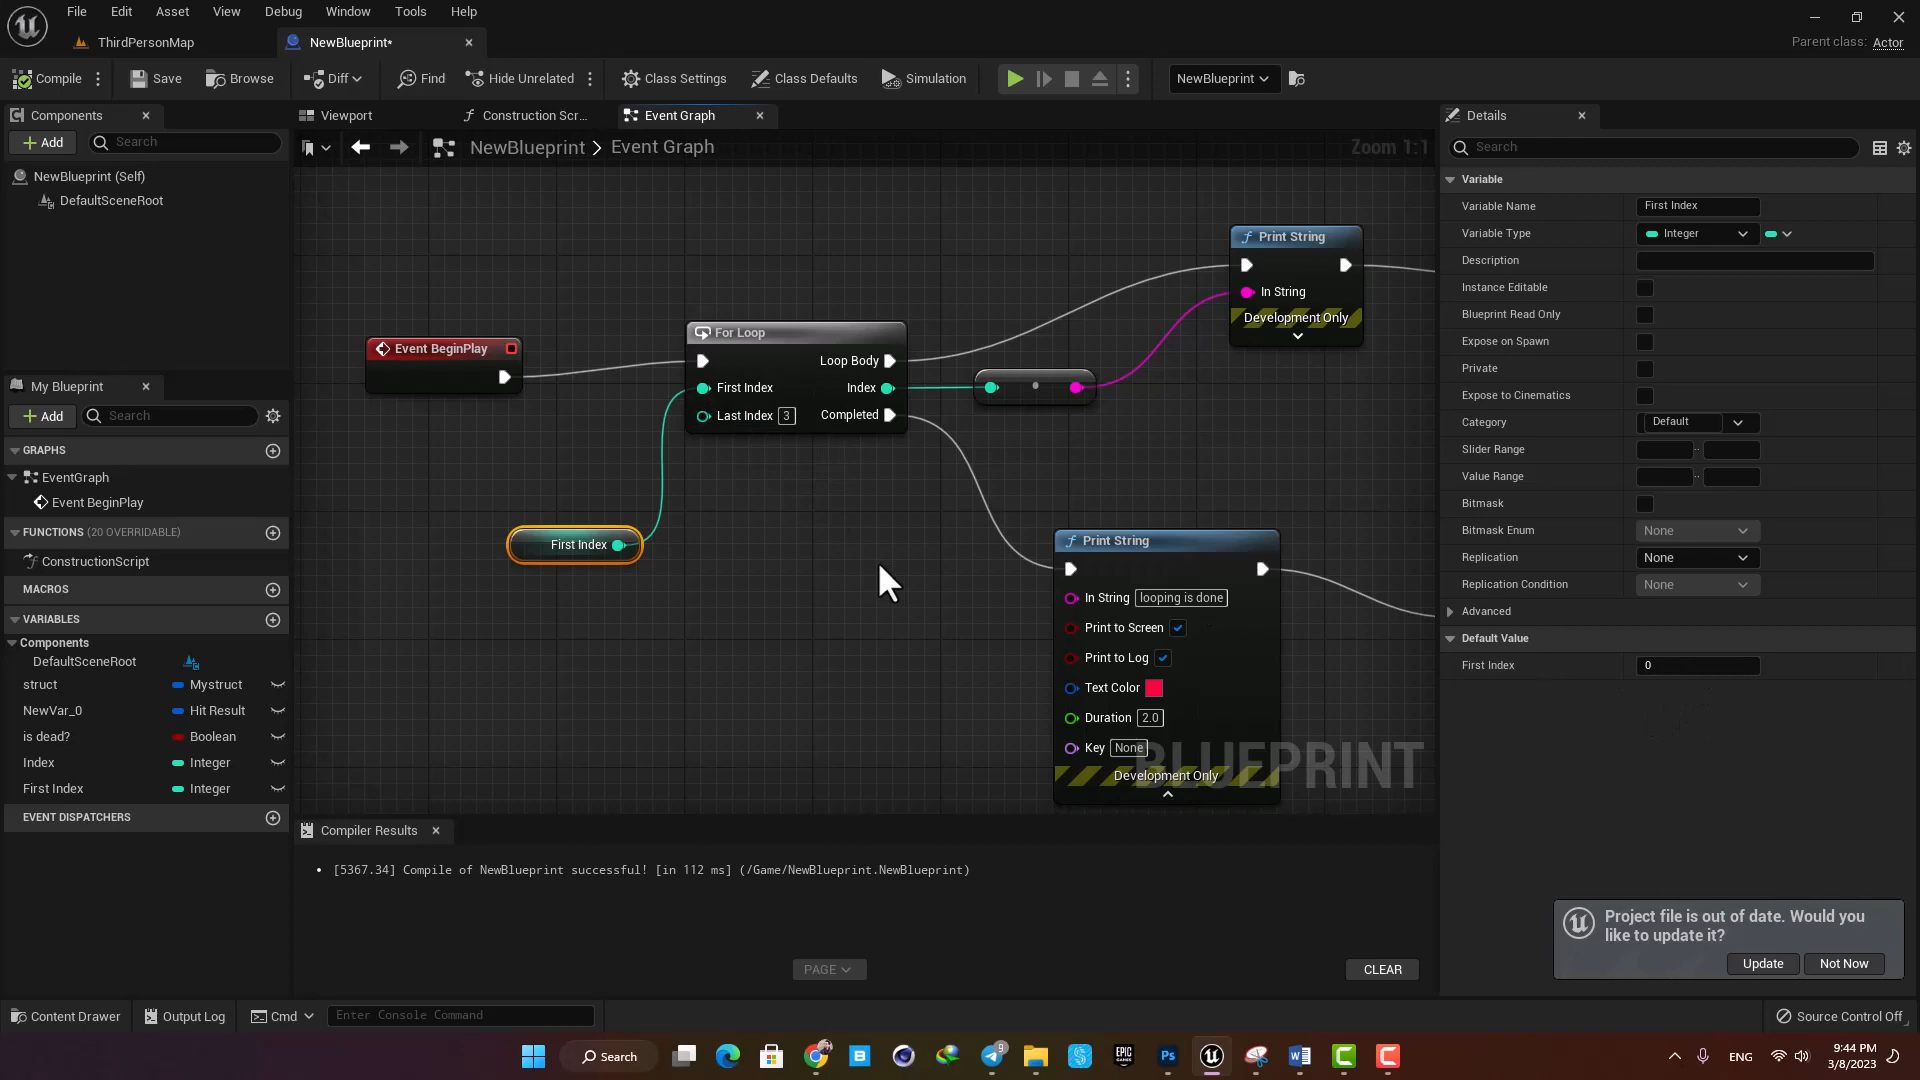 File Edit Asset View Debug Window Tools Help
ThirdPersonMap
NewBlueprint*
Parent class: Actor
Compile
Save
Browse
Diff
Find
Hide Unrelated
Class Settings
Class Defaults
Simulation
NewBlueprint
Components
Add
Search
NewBlueprint (Self)
DefaultSceneRoot
My Blueprint
Add
Search
GRAPHS
EventGraph
Event BeginPlay
FUNCTIONS (20 OVERRIDABLE)
ConstructionScript
MACROS
VARIABLES
Components
DefaultSceneRoot
struct Mystruct
NewVar_0 Hit Result
is dead? Boolean
Index Integer
First Index Integer
EVENT DISPATCHERS
Viewport
Construction Scr...
Event Graph
NewBlueprint > Event Graph
Zoom 1:1
Event BeginPlay
For Loop
Loop Body
First Index
Index
Last Index 3
Completed
First Index
Print String
In String
Development Only
Print String
In String looping is done
Print to Screen
Print to Log
Text Color
Duration 2.0
Key None
Development Only
BLUEPRINT
Compiler Results
[5367.34] Compile of NewBlueprint successful! [in 112 ms] (/Game/NewBlueprint.NewBlueprint)
PAGE
CLEAR
Details
Search
Variable
Variable Name First Index
Variable Type Integer
Description
Instance Editable
Blueprint Read Only
Expose on Spawn
Private
Expose to Cinematics
Category Default
Slider Range
Value Range
Bitmask
Bitmask Enum None
Replication None
Replication Condition None
Advanced
Default Value
First Index 0
Project file is out of date. Would you
like to update it?
Update
Not Now
Content Drawer
Output Log
Cmd
Enter Console Command
Source Control Off
Search
9
EPIC
GAMES
Ps
ENG
9:44 PM
3/8/2023